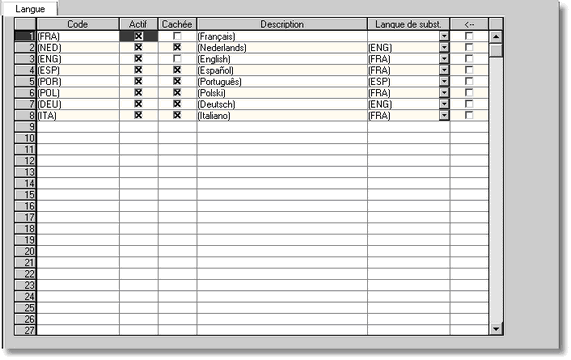 Langue
Code Actif Cachée Description Langue de subst. <--
1 (FRA) (Français)
2 (NED) (Nederlands) (ENG)
3 (ENG) (English) (FRA)
4 (ESP) (Español) (FRA)
5 (POR) (Português) (ESP)
6 (POL) (Polski) (FRA)
7 (DEU) (Deutsch) (ENG)
8 (ITA) (Italiano) (FRA)
9
10
11
12
13
14
15
16
17
18
19
20
21
22
23
24
25
26
27